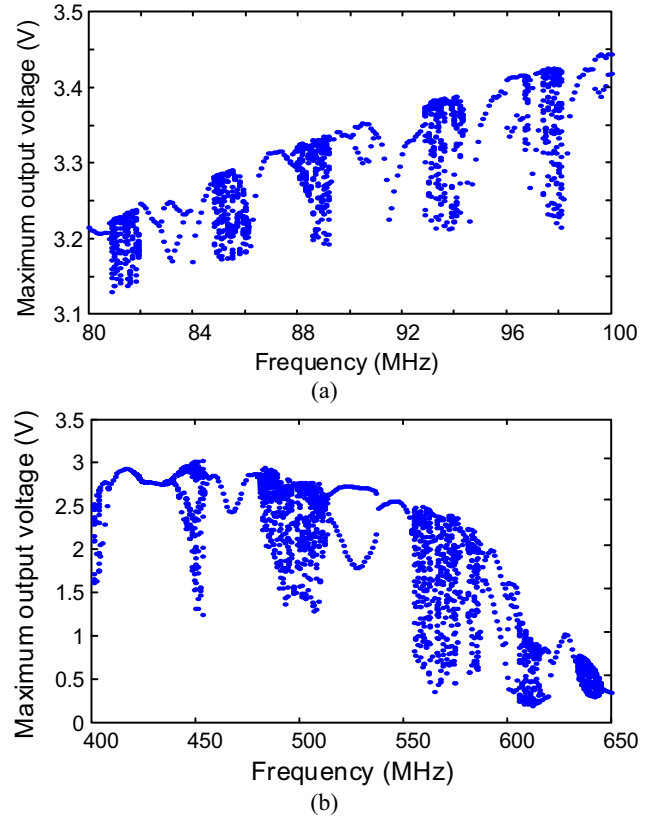 3.5
3.4
3.3
3.2
3.1
Maximum output voltage (V)
80 84 88 92 96 100
Frequency (MHz)
(a)
3.5
3
2.5
2
1.5
1
0.5
0
Maximum output voltage (V)
400 450 500 550 600 650
Frequency (MHz)
(b)